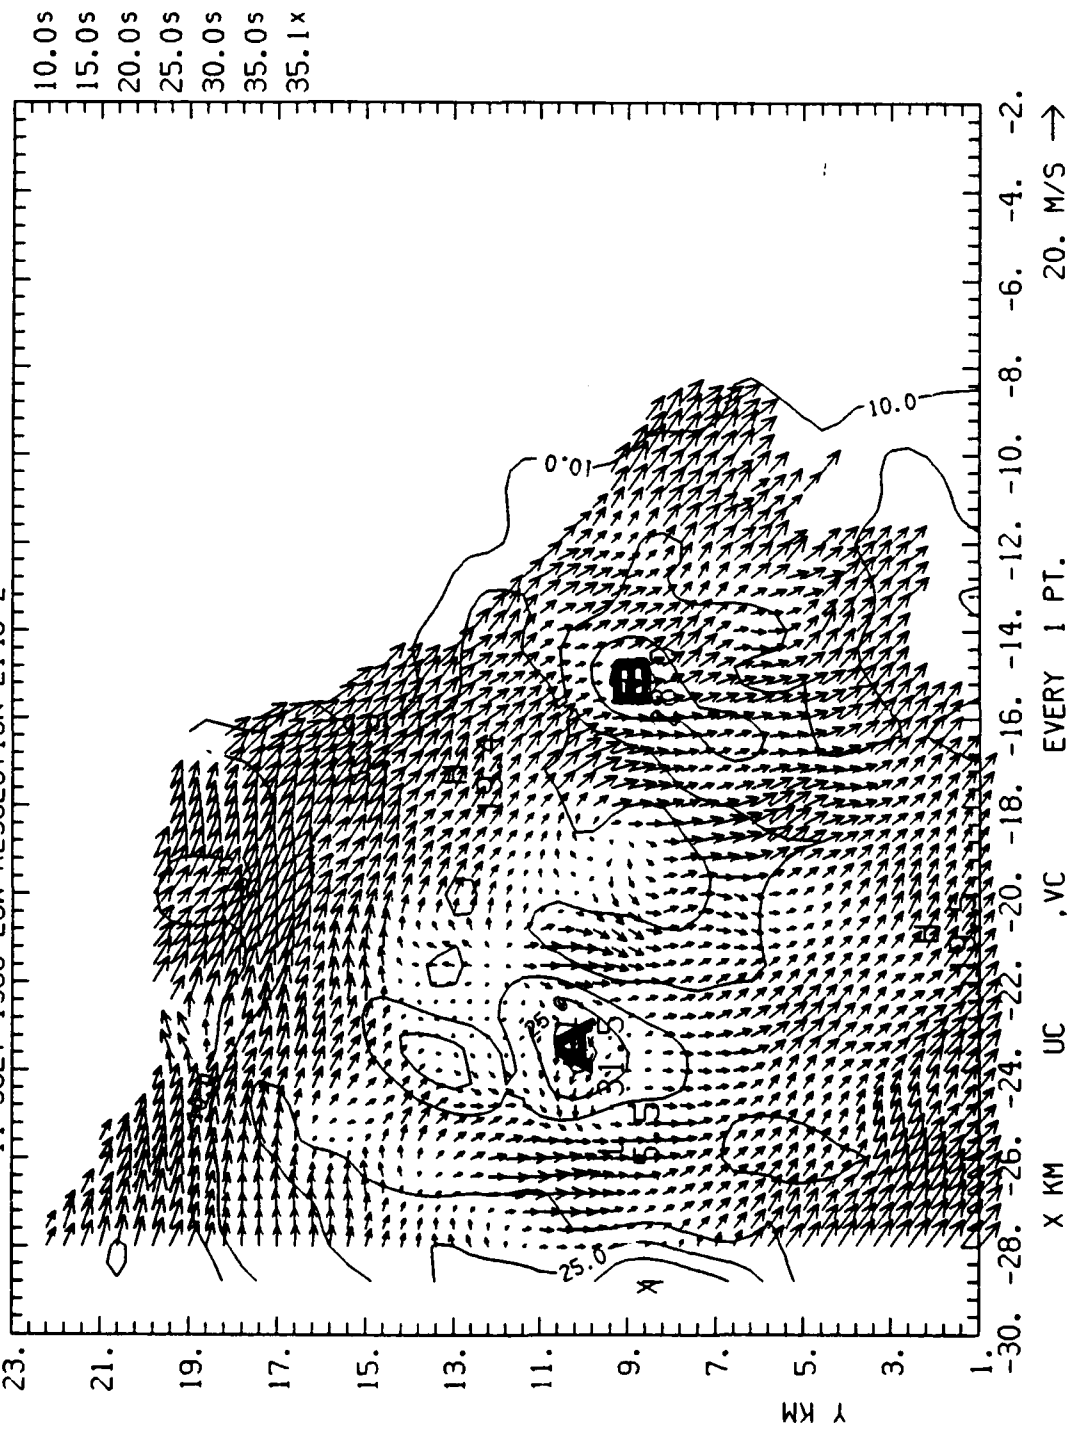 10.0s
15.0s
20.0s
25.0s
30.0s
35.0s
35.1x
23.
21.
19.
17.
15.
13.
11.
9.
7.
5.
3.
1.
Y KM
10.0
10.0
25.0
A
B
31.5
H
H
-30.
-28.
-26.
-24.
-22.
-20.
-18.
-16.
-14.
-12.
-10.
-8.
-6.
-4.
-2.
X KM UC ,VC EVERY 1 PT. 20. M/S →